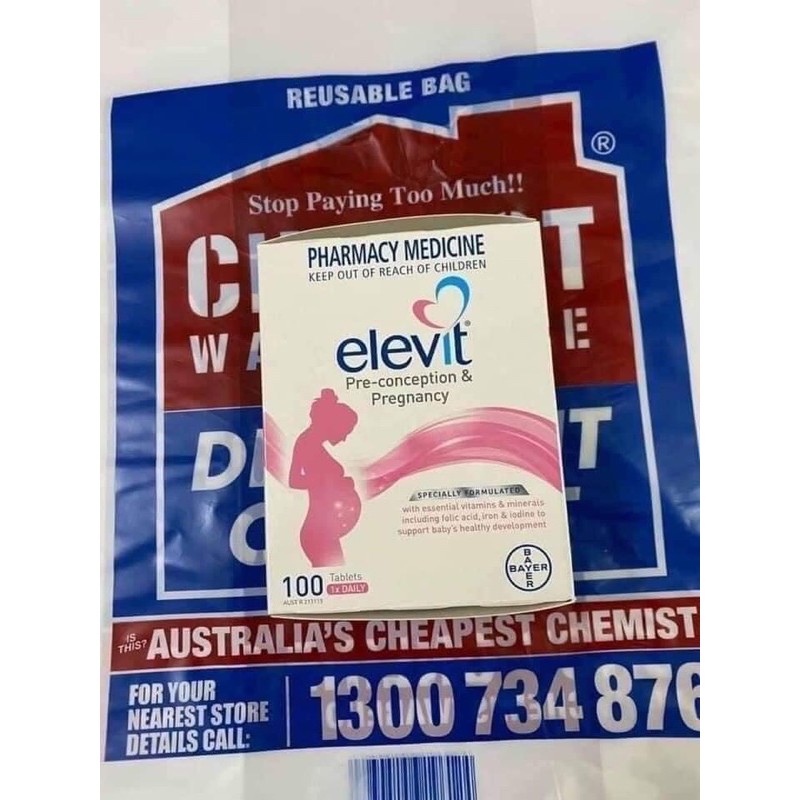 REUSABLE BAG
®
Stop Paying Too Much!!
PHARMACY MEDICINE
KEEP OUT OF REACH OF CHILDREN
elevit®
Pre-conception &
Pregnancy
SPECIALLY FORMULATED
with essential vitamins & minerals
including folic acid, iron & iodine to
support baby's healthy development
BAYER
BAYER
100 Tablets
1x DAILY
IS THIS? AUSTRALIA'S CHEAPEST CHEMIST
FOR YOUR
NEAREST STORE
DETAILS CALL:
1300 734 876